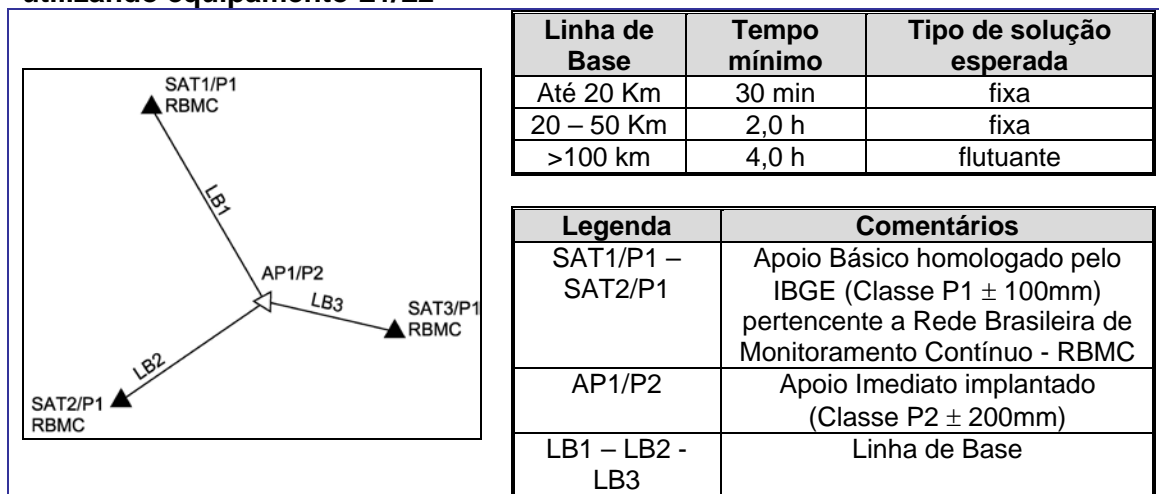 utilizando equipamento L1/L2
SAT1/P1
RBMC
LB1
AP1/P2
LB3
SAT3/P1
RBMC
LB2
SAT2/P1
RBMC
Linha de Base Tempo mínimo Tipo de solução esperada
Até 20 Km 30 min fixa
20 – 50 Km 2,0 h fixa
>100 km 4,0 h flutuante
Legenda Comentários
SAT1/P1 – SAT2/P1 Apoio Básico homologado pelo
IBGE (Classe P1 ± 100mm)
pertencente a Rede Brasileira de
Monitoramento Contínuo - RBMC
AP1/P2 Apoio Imediato implantado
(Classe P2 ± 200mm)
LB1 – LB2 - LB3 Linha de Base